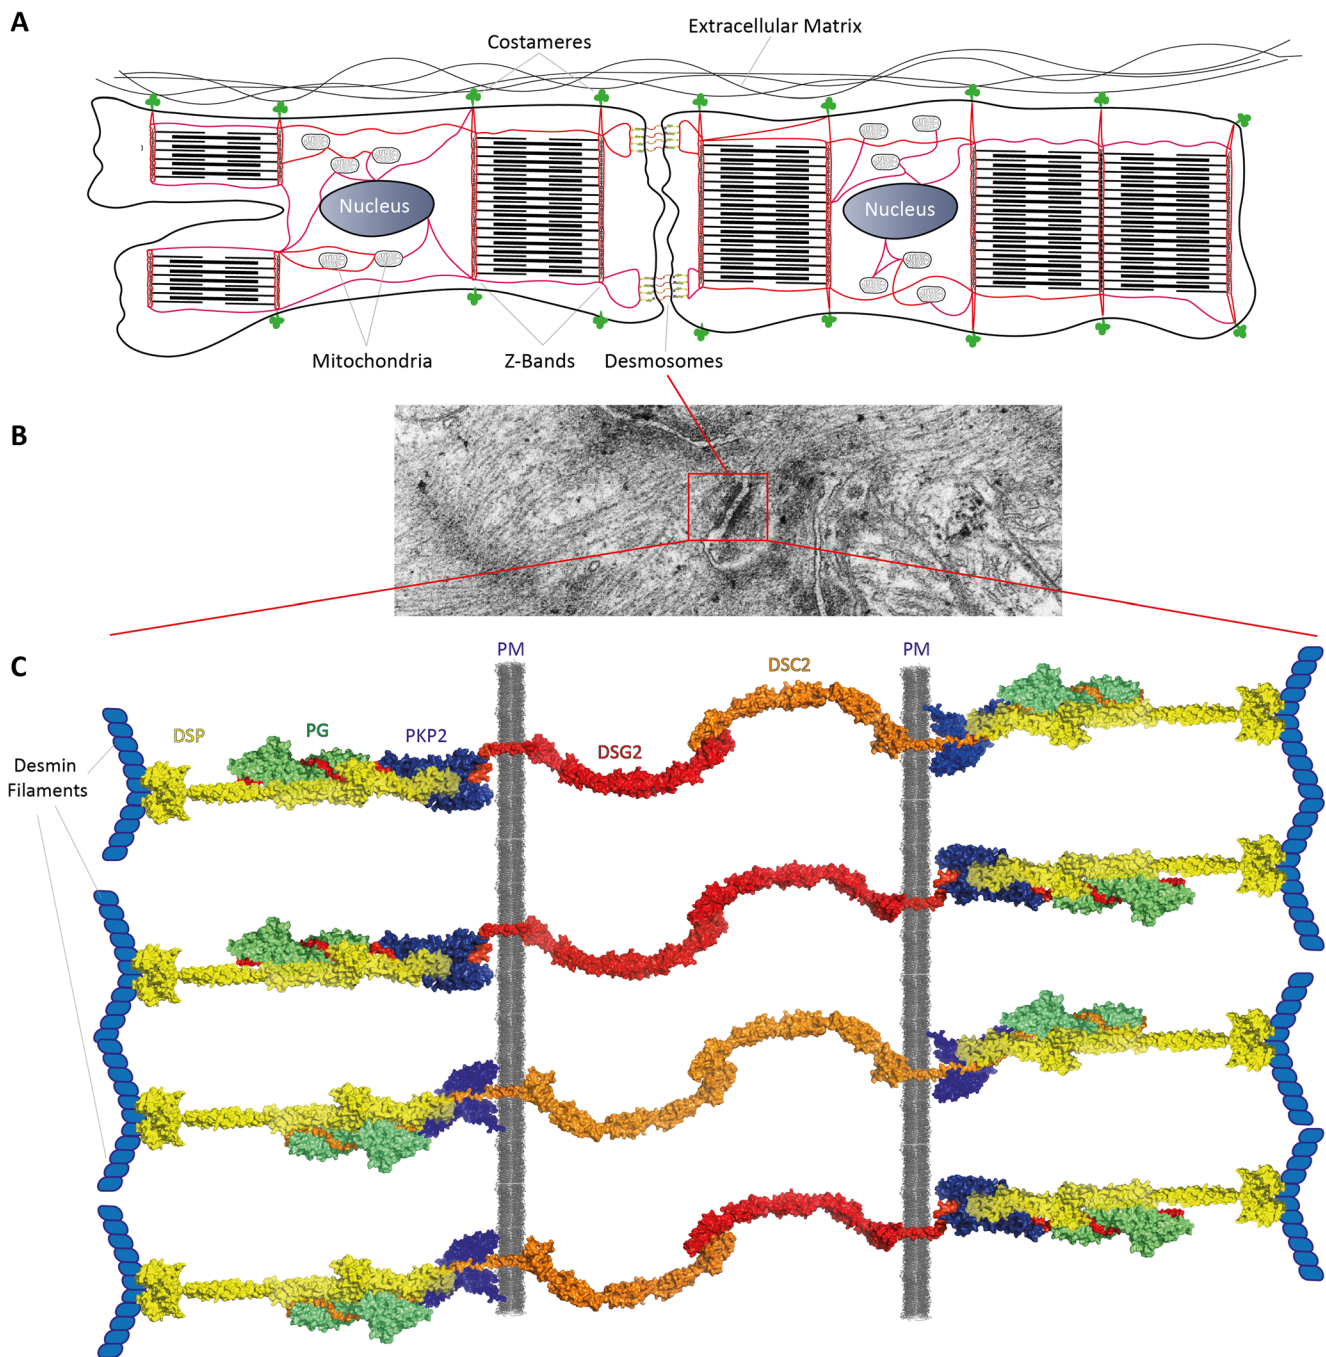 A
Extracellular Matrix
Costameres
Nucleus
Nucleus
Mitochondria
Z-Bands
Desmosomes
B
C
PM
PM
DSC2
DSP
PG
PKP2
DSG2
Desmin
Filaments